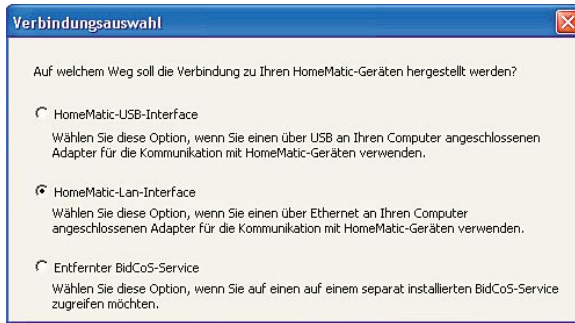 Verbindungsauswahl
Auf welchem Weg soll die Verbindung zu Ihren HomeMatic-Geräten hergestellt werden?
HomeMatic-USB-Interface
Wählen Sie diese Option, wenn Sie einen über USB an Ihren Computer angeschlossenen
Adapter für die Kommunikation mit HomeMatic-Geräten verwenden.
HomeMatic-Lan-Interface
Wählen Sie diese Option, wenn Sie einen über Ethernet an Ihren Computer
angeschlossenen Adapter für die Kommunikation mit HomeMatic-Geräten verwenden.
Entfernter BidCoS-Service
Wählen Sie diese Option, wenn Sie auf einen auf einem separat installierten BidCoS-Service
zugreifen möchten.